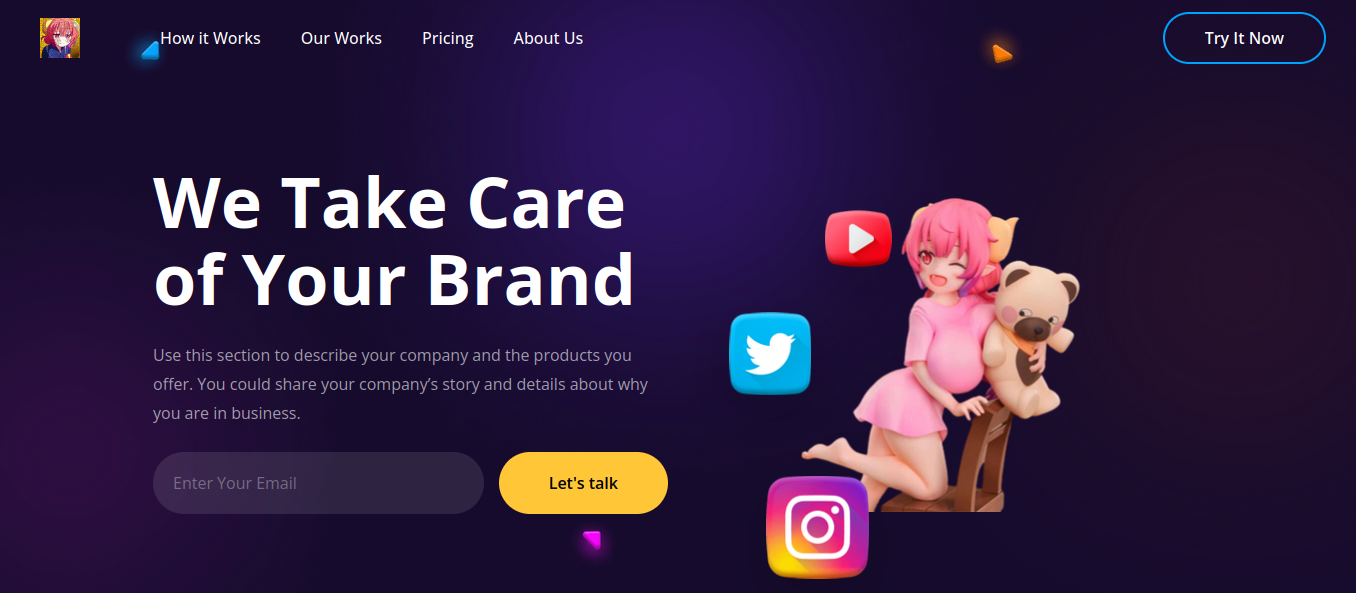 How it Works
Our Works
Pricing
About Us
Try It Now
We Take Care
of Your Brand
Use this section to describe your company and the products you
offer. You could share your company’s story and details about why
you are in business.
Enter Your Email
Let's talk